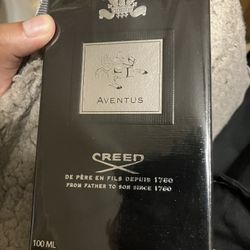 AVENTUS
CREED
DE PÈRE EN FILS DEPUIS 1760
FROM FATHER TO SON SINCE 1760
100 ML